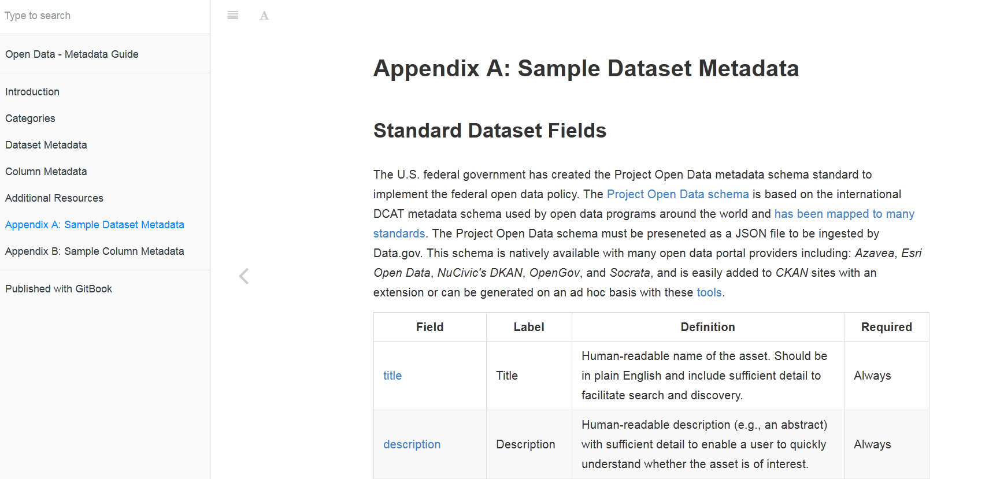 Type to search
A
Open Data - Metadata Guide
Introduction
Categories
Dataset Metadata
Column Metadata
Additional Resources
Appendix A: Sample Dataset Metadata
Appendix B: Sample Column Metadata
Published with GitBook
Appendix A: Sample Dataset Metadata
Standard Dataset Fields
The U.S. federal government has created the Project Open Data metadata schema standard to
implement the federal open data policy. The Project Open Data schema is based on the international
DCAT metadata schema used by open data programs around the world and has been mapped to many
standards. The Project Open Data schema must be preseneted as a JSON file to be ingested by
Data.gov. This schema is natively available with many open data portal providers including: Azavea, Esri
Open Data, NuCivic's DKAN, OpenGov, and Socrata, and is easily added to CKAN sites with an
extension or can be generated on an ad hoc basis with these tools.
Field Label Definition Required
Human-readable name of the asset. Should be
title Title in plain English and include sufficient detail to Always
facilitate search and discovery.
Human-readable description (e.g., an abstract)
description Description with sufficient detail to enable a user to quickly Always
understand whether the asset is of interest.